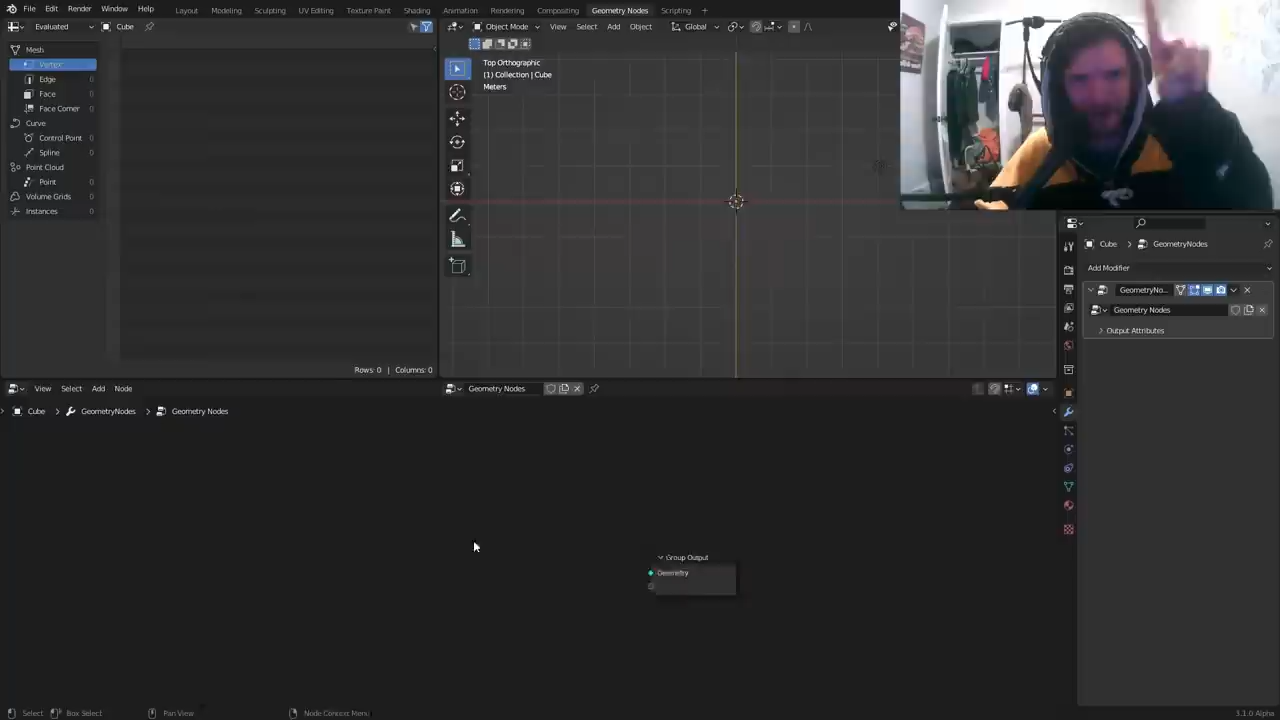 File Edit Render Window Help Layout Modeling Sculpting UV Editing Texture Paint Shading Animation Rendering Compositing Geometry Nodes Scripting +
Evaluated Cube
Object Mode View Select Add Object Global
Mesh
Vertex 0
Edge 0
Face 0
Face Corner 0
Curve
Control Point 0
Spline 0
Point Cloud
Point 0
Volume Grids 0
Instances 0
Rows: 0 | Columns: 0
Top Orthographic
(1) Collection | Cube
Meters
Cube > GeometryNodes
Add Modifier
GeometryNo...
Geometry Nodes
Output Attributes
View Select Add Node
Geometry Nodes
Cube > GeometryNodes > Geometry Nodes
Group Output
Geometry
Select Box Select Pan View Node Context Menu
3.1.0 Alpha